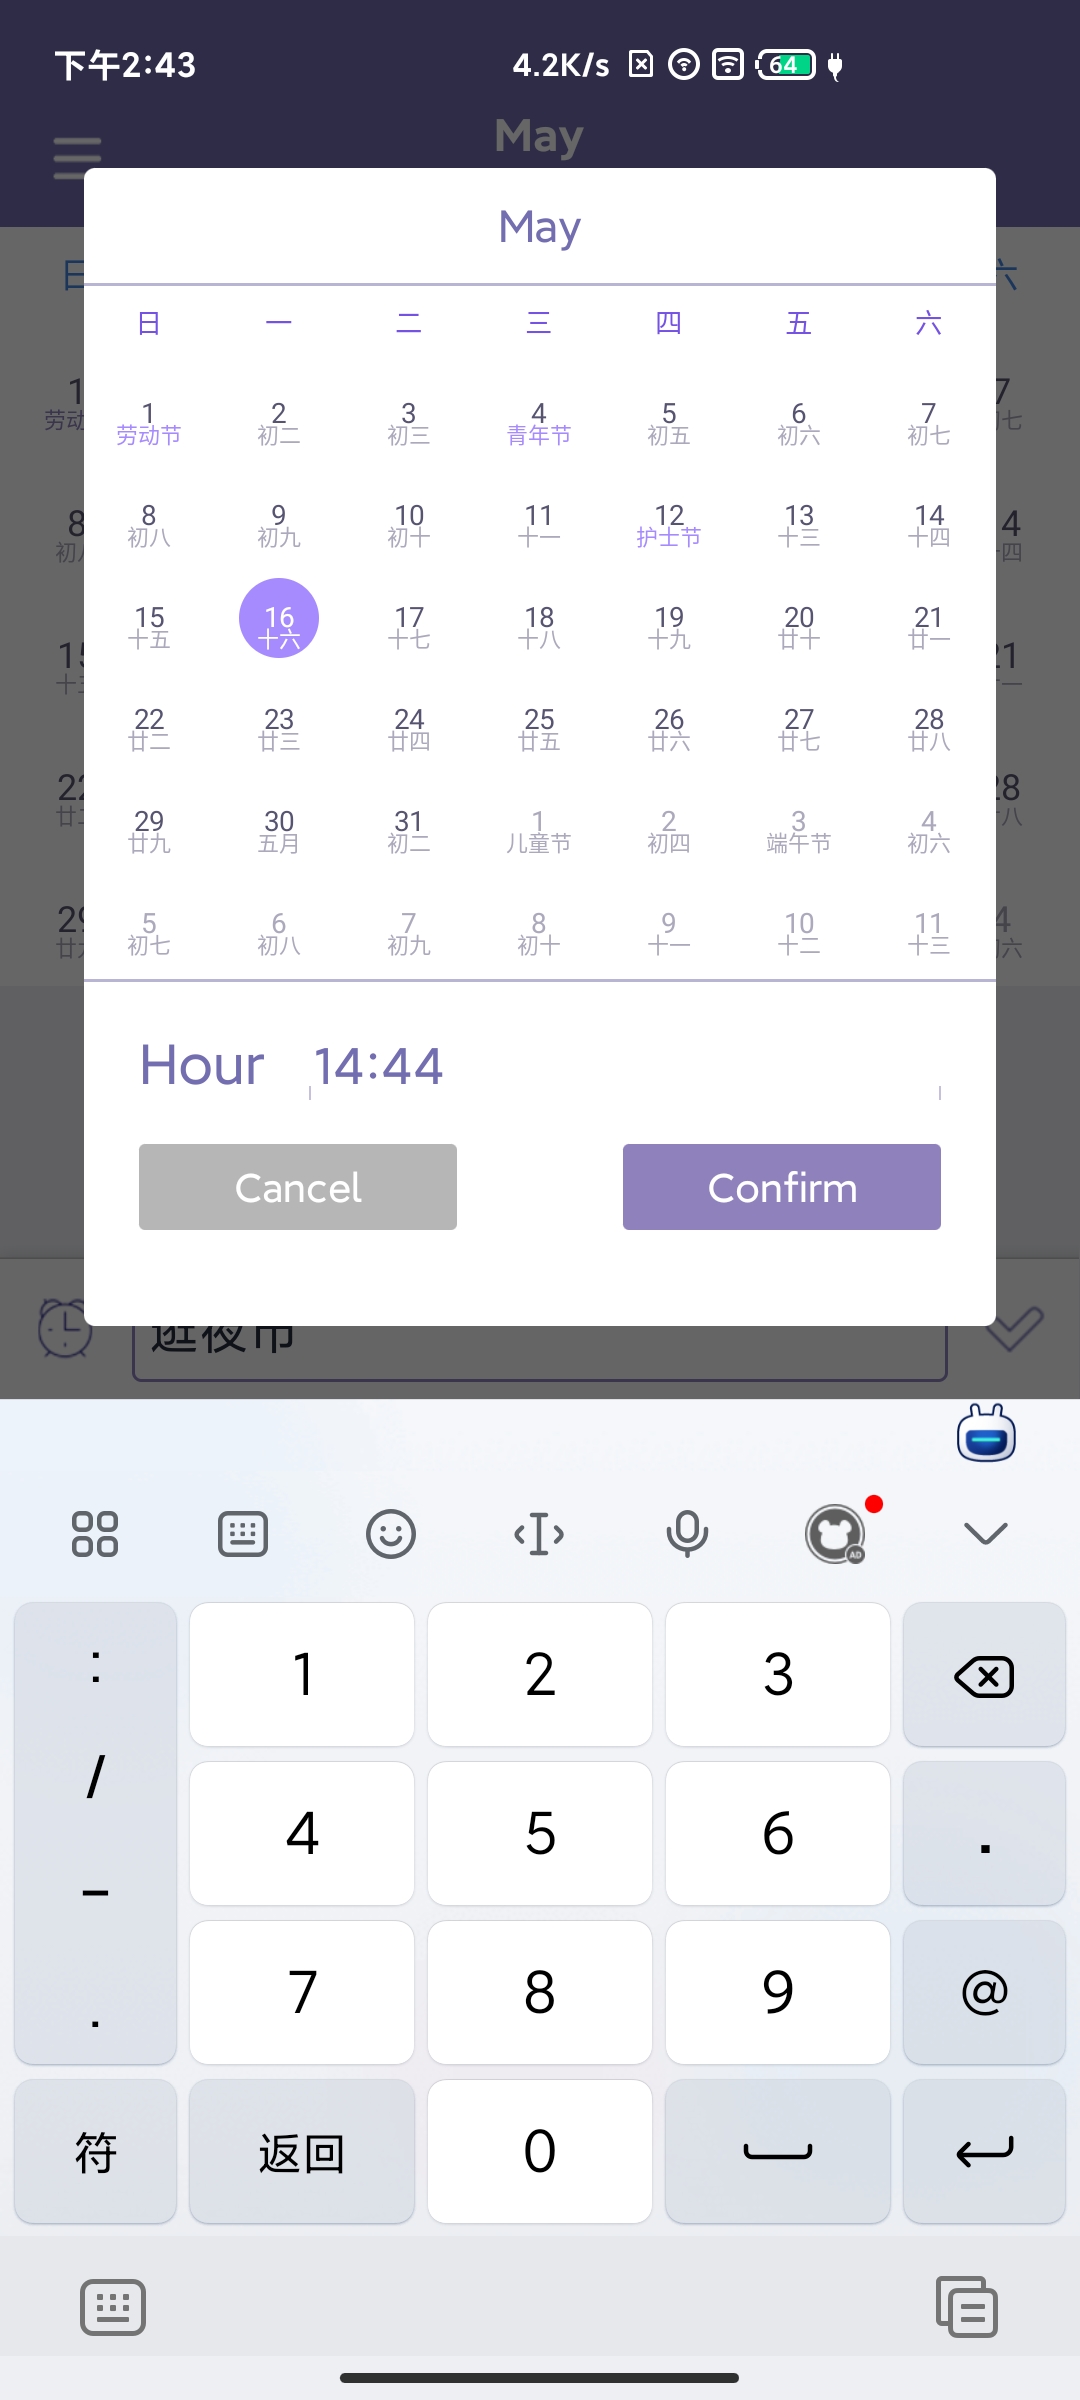 下午2:43 4.2K/s 64
May
May
日 一 二 三 四 五 六
1 2 3 4 5 6 7
劳动节 初二 初三 青年节 初五 初六 初七
8 9 10 11 12 13 14
初八 初九 初十 十一 护士节 十三 十四
15 16 17 18 19 20 21
十五 十六 十七 十八 十九 廿十 廿一
22 23 24 25 26 27 28
廿二 廿三 廿四 廿五 廿六 廿七 廿八
29 30 31 1 2 3 4
廿九 五月 初二 儿童节 初四 端午节 初六
5 6 7 8 9 10 11
初七 初八 初九 初十 十一 十二 十三
Hour 14:44
Cancel Confirm
逛夜市
AD
: 1 2 3
/ 4 5 6 .
– 7 8 9 @
.
符 返回 0